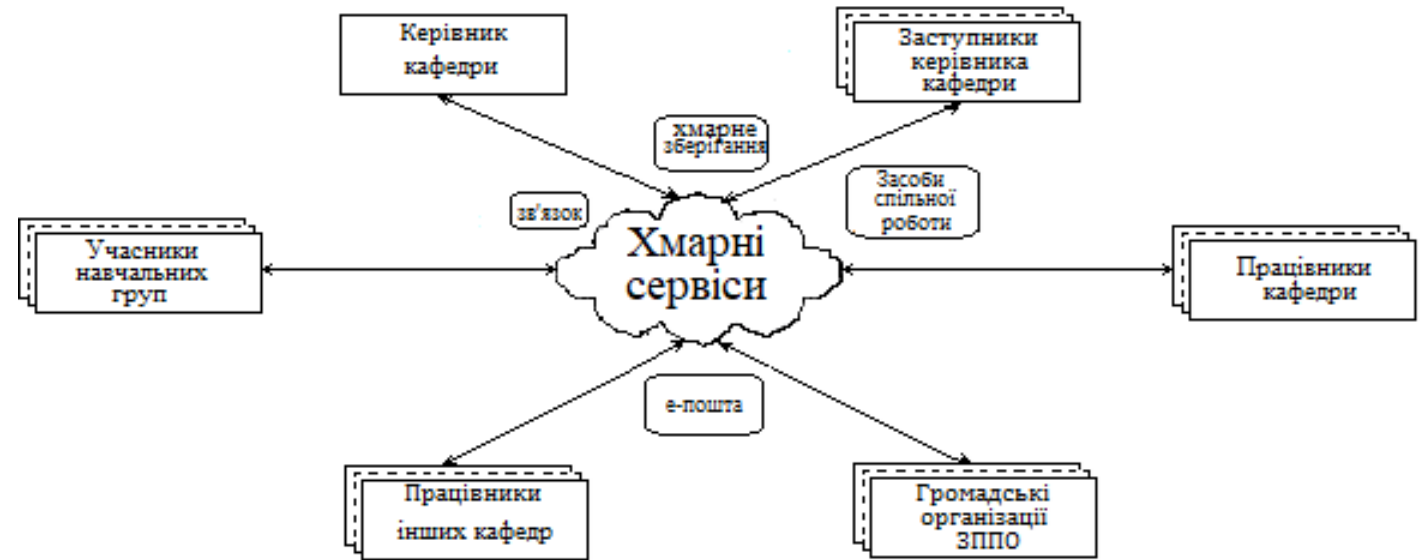 Керівник
кафедри
Заступники
керівника
кафедри
хмарне
зберігання
Засоби
спільної
роботи
зв'язок
Учасники
навчальних
груп
Хмарні
сервіси
Працівники
кафедри
е-пошта
Працівники
інших кафедр
Громадські
організації
ЗППО